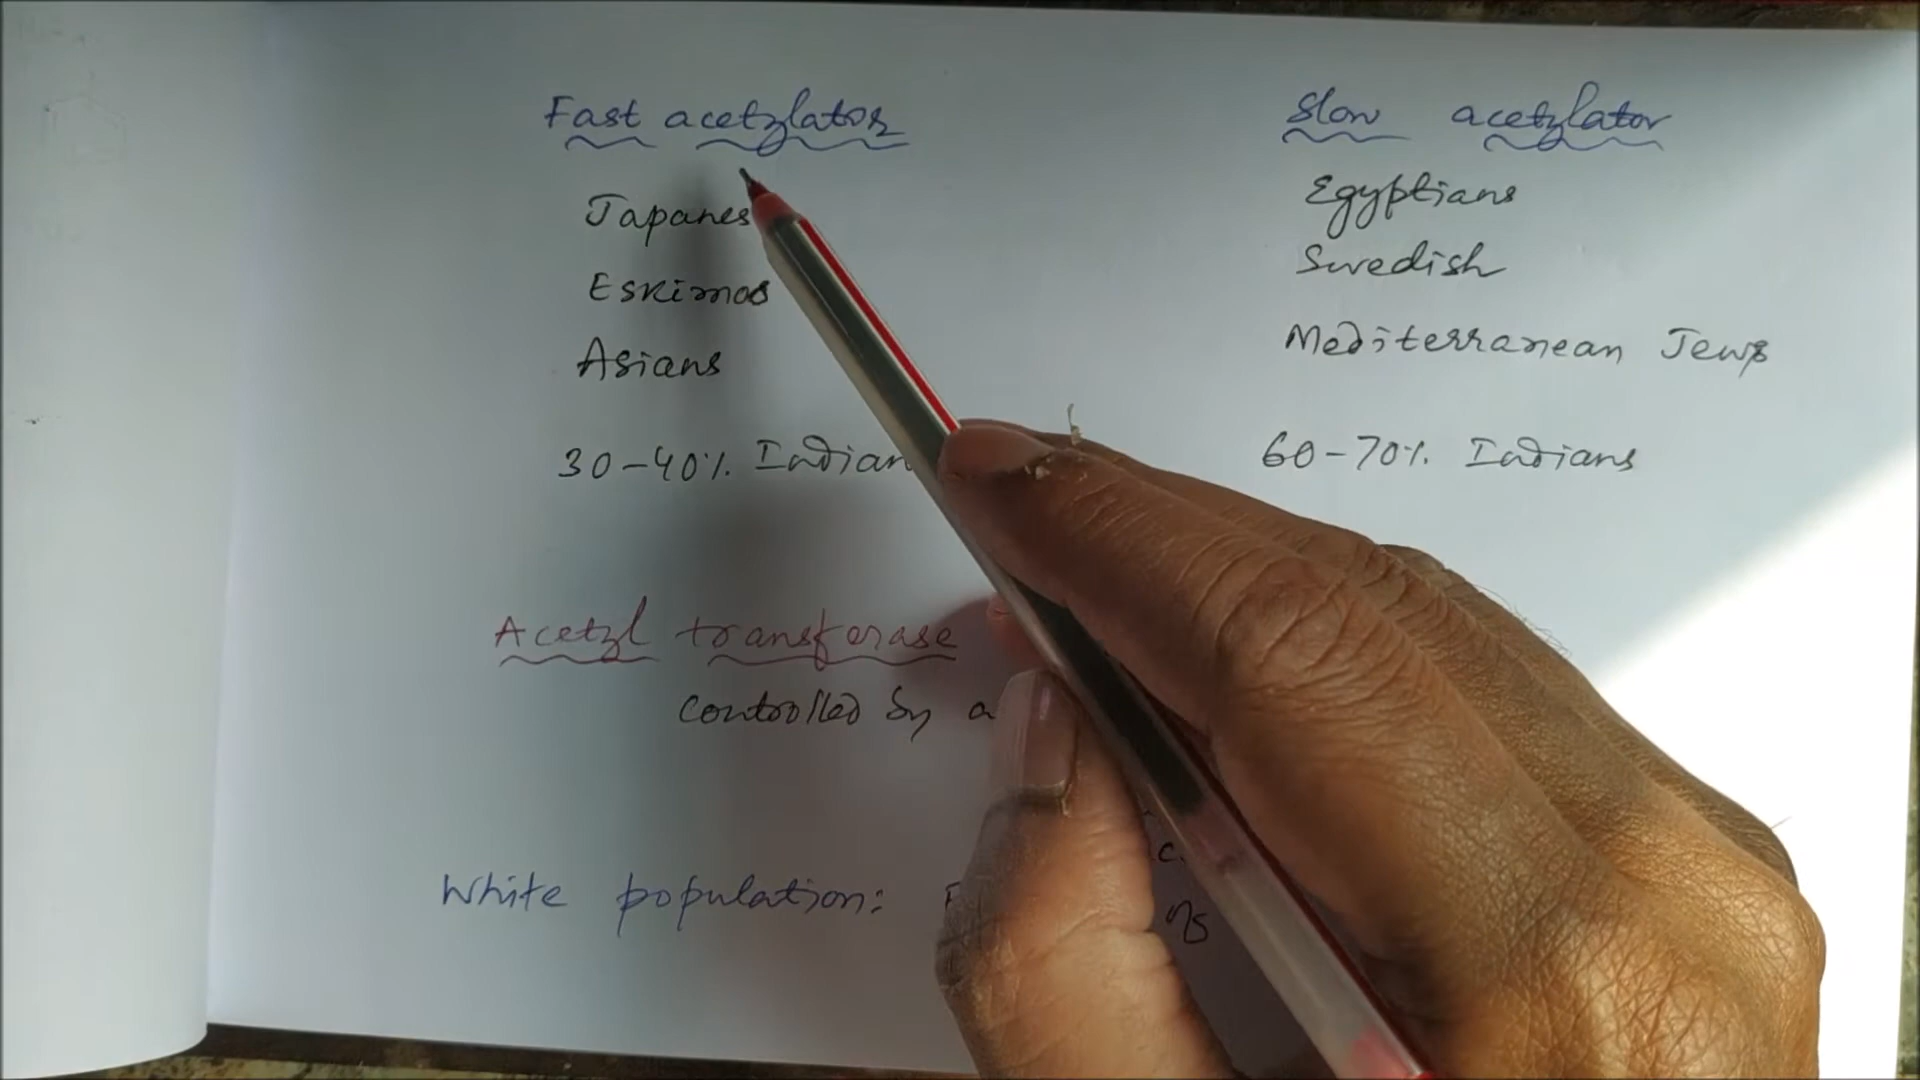 Fast acetylator
Slow acetylator
Japanes
Egyptians
Eskimos
Swedish
Asians
Mediterranean Jews
30-40% Indian
60-70% Indians
Acetyl transferase
Controlled by a
White population: